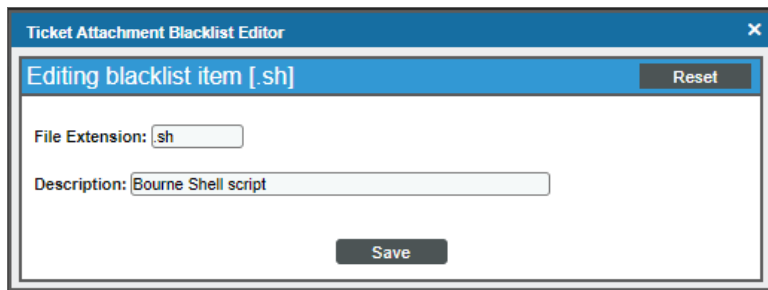 Ticket Attachment Blacklist Editor ×
Editing blacklist item [.sh] Reset
File Extension: .sh
Description: Bourne Shell script
Save